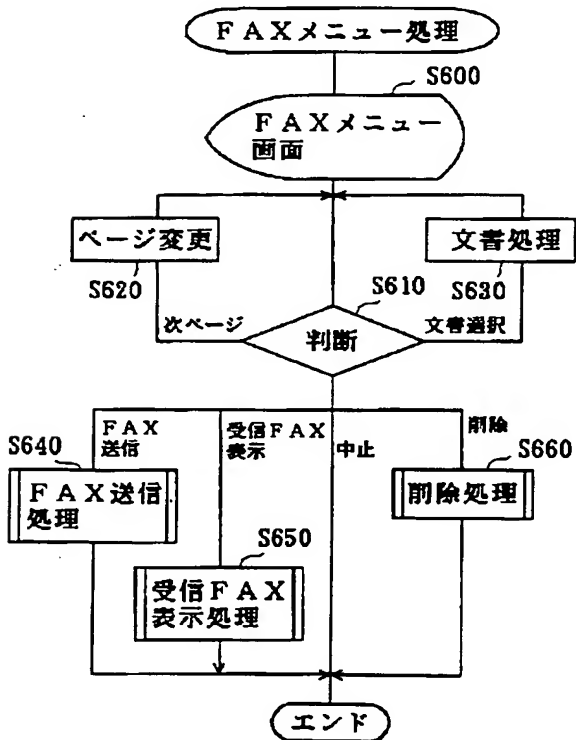 FAXメニュー処理
S600
FAXメニュー
画面
ページ変更
文書処理
S620
S610
S630
次ページ
判断
文書選択
FAX
送信
受信FAX
表示
中止
削除
S640
S660
FAX送信
処理
削除処理
S650
受信FAX
表示処理
エンド